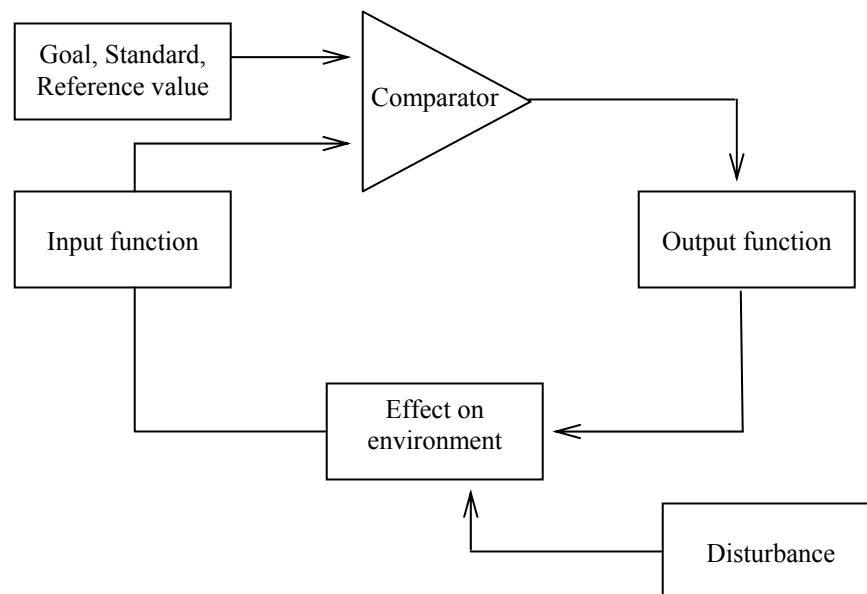 Goal, Standard,
Reference value
Comparator
Input function
Output function
Effect on
environment
Disturbance